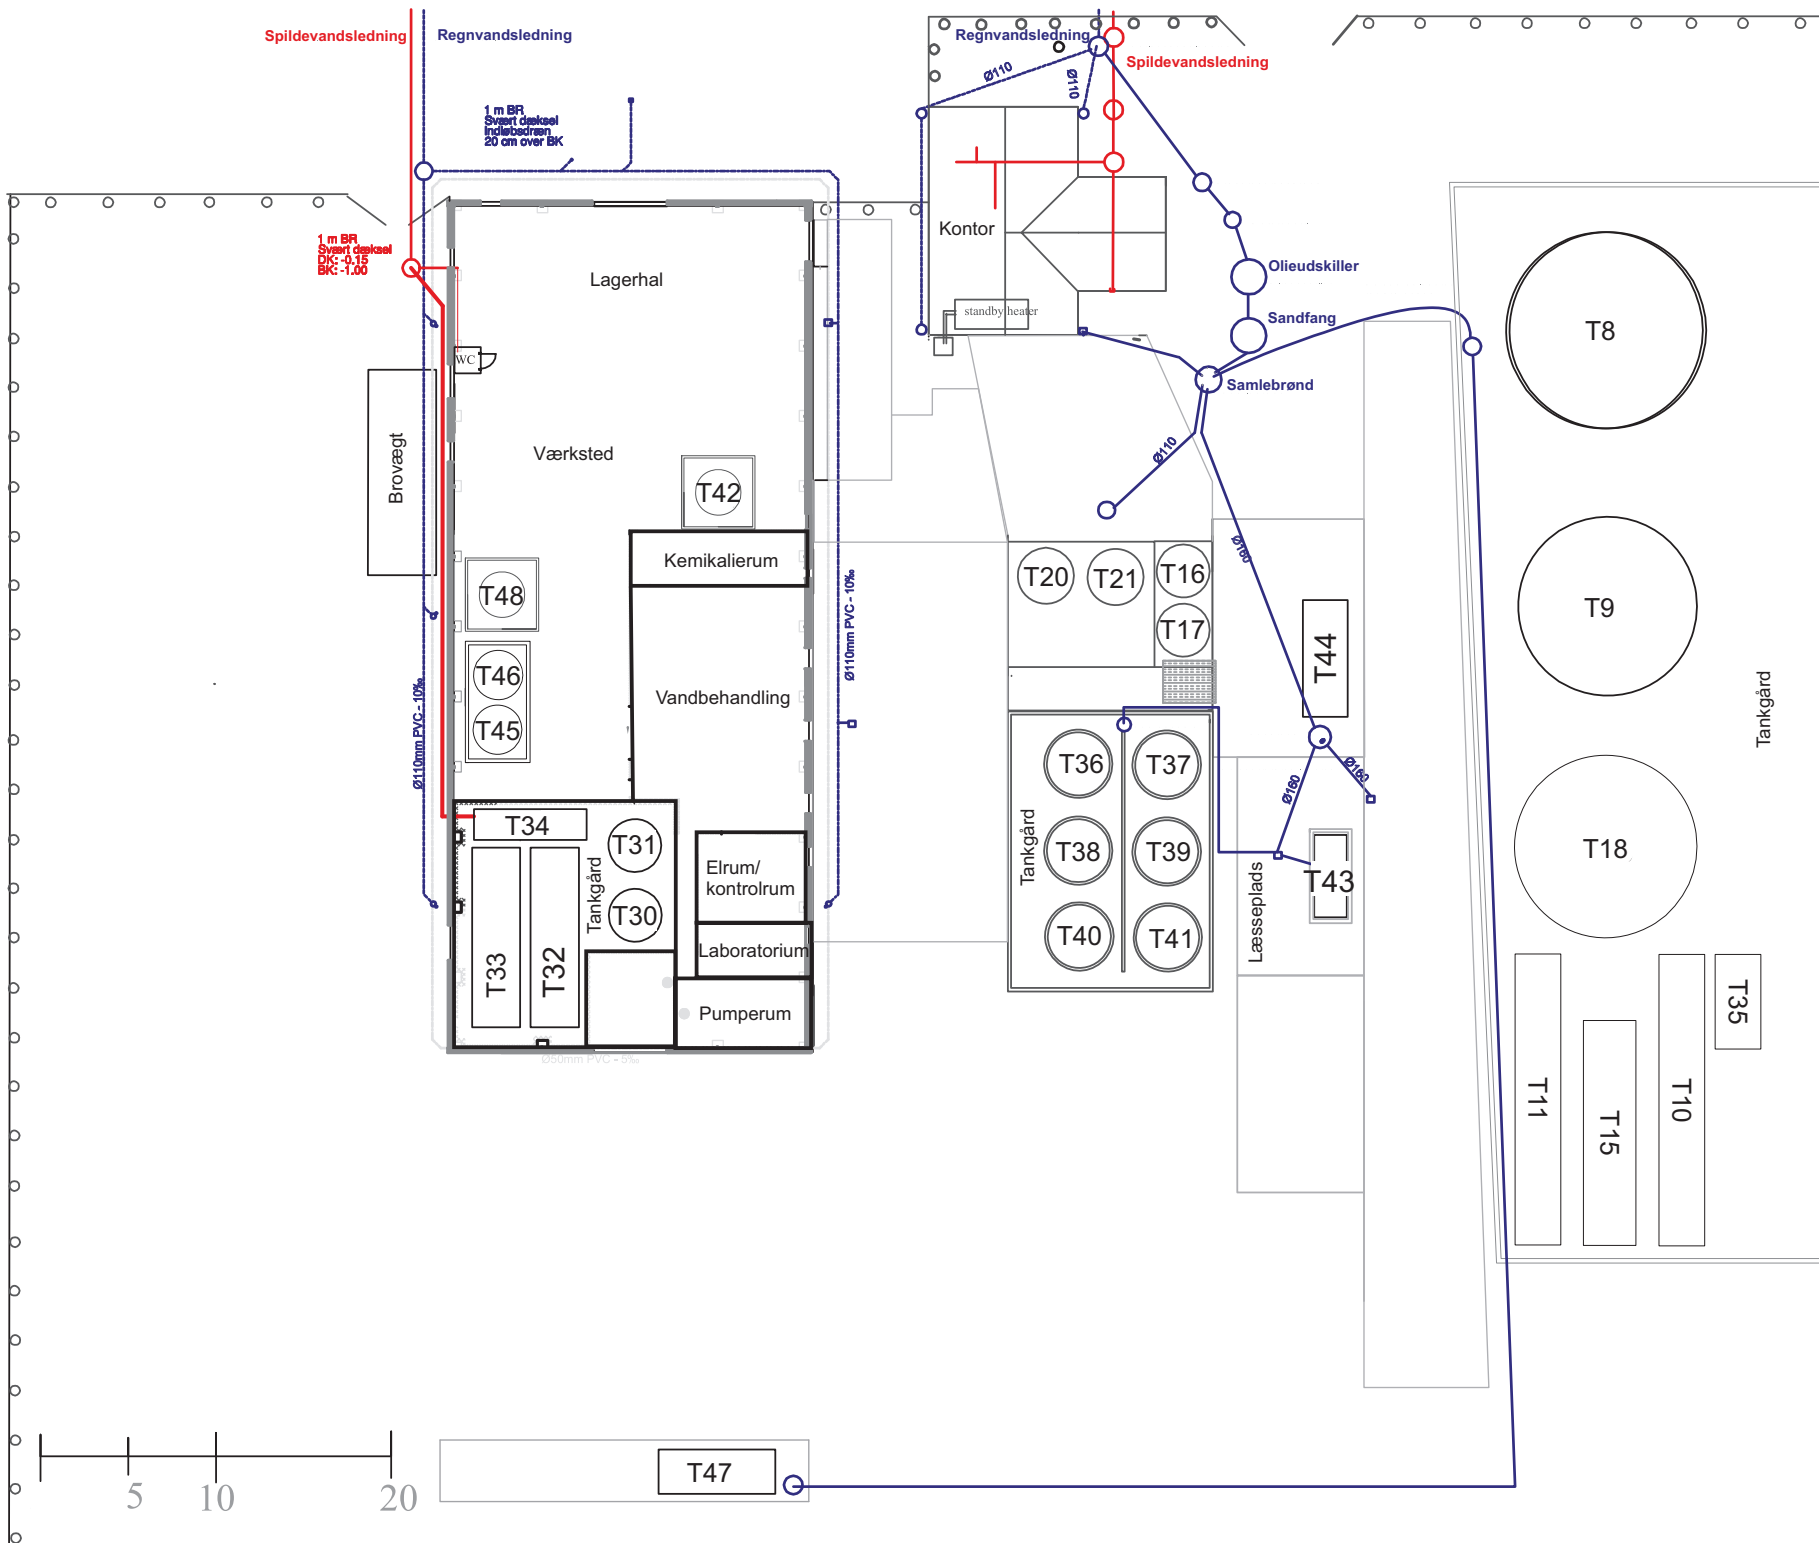 Spildevandsledning
Regnvandsledning
Regnvandsledning
Spildevandsledning
Ø110
Ø110
1 m BR
Svært dæksel
Indløbsdræn
20 cm over BK
1 m BR
Svært dæksel
DK: -0.15
BK: -1.00
Kontor
Olieudskiller
Lagerhal
standby heater
Sandfang
T8
WC
Samlebrønd
Brovægt
Værksted
Ø110
T42
Ø160
Kemikalierum
T20
T21
T16
T48
T9
T17
Ø110mm PVC - 10‰
T44
T46
Vandbehandling
Tankgård
T45
Ø110mm PVC - 10‰
T36
T37
Ø160
Ø160
T34
T31
Tankgård
T38
T39
T18
Elrum/
kontrolrum
Tankgård
T43
T30
Læsseplads
T40
T41
Laboratorium
T33
T32
Pumperum
T35
Ø50mm PVC - 5‰
T11
T15
T10
T47
5
10
20